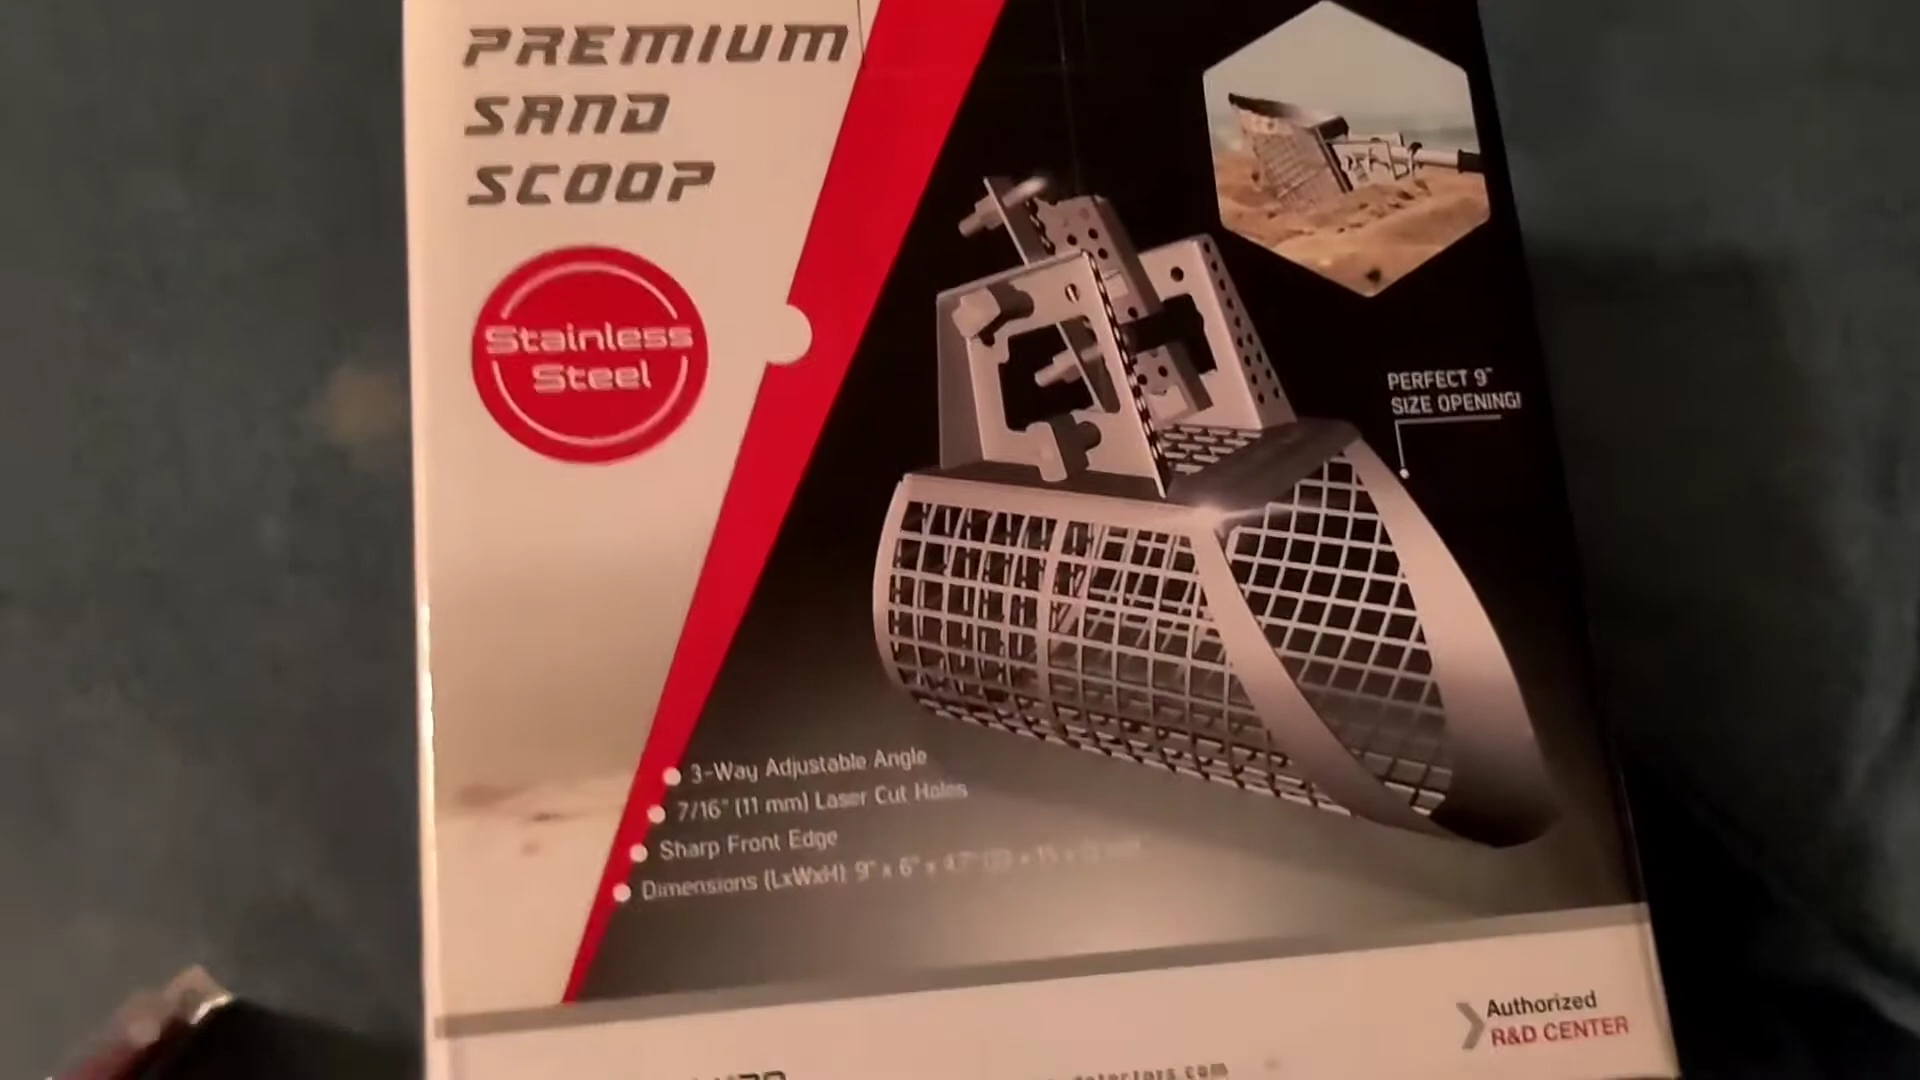 PREMIUM
SAND
SCOOP
Stainless
Steel
PERFECT 9"
SIZE OPENING!
3-Way Adjustable Angle
7/16" (11 mm) Laser Cut Holes
Sharp Front Edge
Dimensions (LxWxH): 9" x 6" x 4.7"
Authorized
R&D CENTER